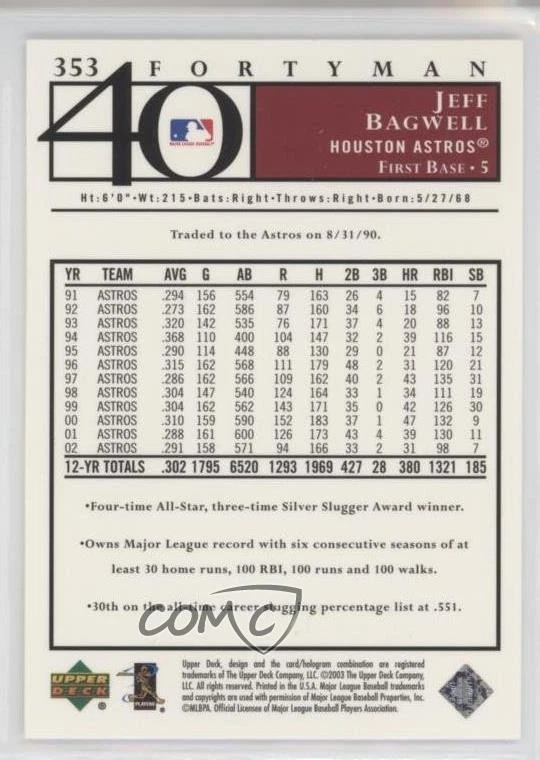 353 FORTYMAN
40
MAJOR LEAGUE BASEBALL
JEFF
BAGWELL
HOUSTON ASTROS®
FIRST BASE • 5
Ht:6'0"•Wt:215•Bats:Right•Throws:Right•Born:5/27/68
Traded to the Astros on 8/31/90.
YR TEAM AVG G AB R H 2B 3B HR RBI SB
91 ASTROS .294 156 554 79 163 26 4 15 82 7
92 ASTROS .273 162 586 87 160 34 6 18 96 10
93 ASTROS .320 142 535 76 171 37 4 20 88 13
94 ASTROS .368 110 400 104 147 32 2 39 116 15
95 ASTROS .290 114 448 88 130 29 0 21 87 12
96 ASTROS .315 162 568 111 179 48 2 31 120 21
97 ASTROS .286 162 566 109 162 40 2 43 135 31
98 ASTROS .304 147 540 124 164 33 1 34 111 19
99 ASTROS .304 162 562 143 171 35 0 42 126 30
00 ASTROS .310 159 590 152 183 37 1 47 132 9
01 ASTROS .288 161 600 126 173 43 4 39 130 11
02 ASTROS .291 158 571 94 166 33 2 31 98 7
12-YR TOTALS .302 1795 6520 1293 1969 427 28 380 1321 185
•Four-time All-Star, three-time Silver Slugger Award winner.
•Owns Major League record with six consecutive seasons of at
least 30 home runs, 100 RBI, 100 runs and 100 walks.
•30th on the all-time career slugging percentage list at .551.
COMC
UPPER DECK ®
PLAYERS
Upper Deck, design and the card/hologram combination are registered
trademarks of The Upper Deck Company, LLC. ©2003 The Upper Deck Company,
LLC. All rights reserved. Printed in the U.S.A. Major League Baseball trademarks
and copyrights are used with permission of Major League Baseball Properties, Inc.
©MLBPA. Official Licensee of Major League Baseball Players Association.